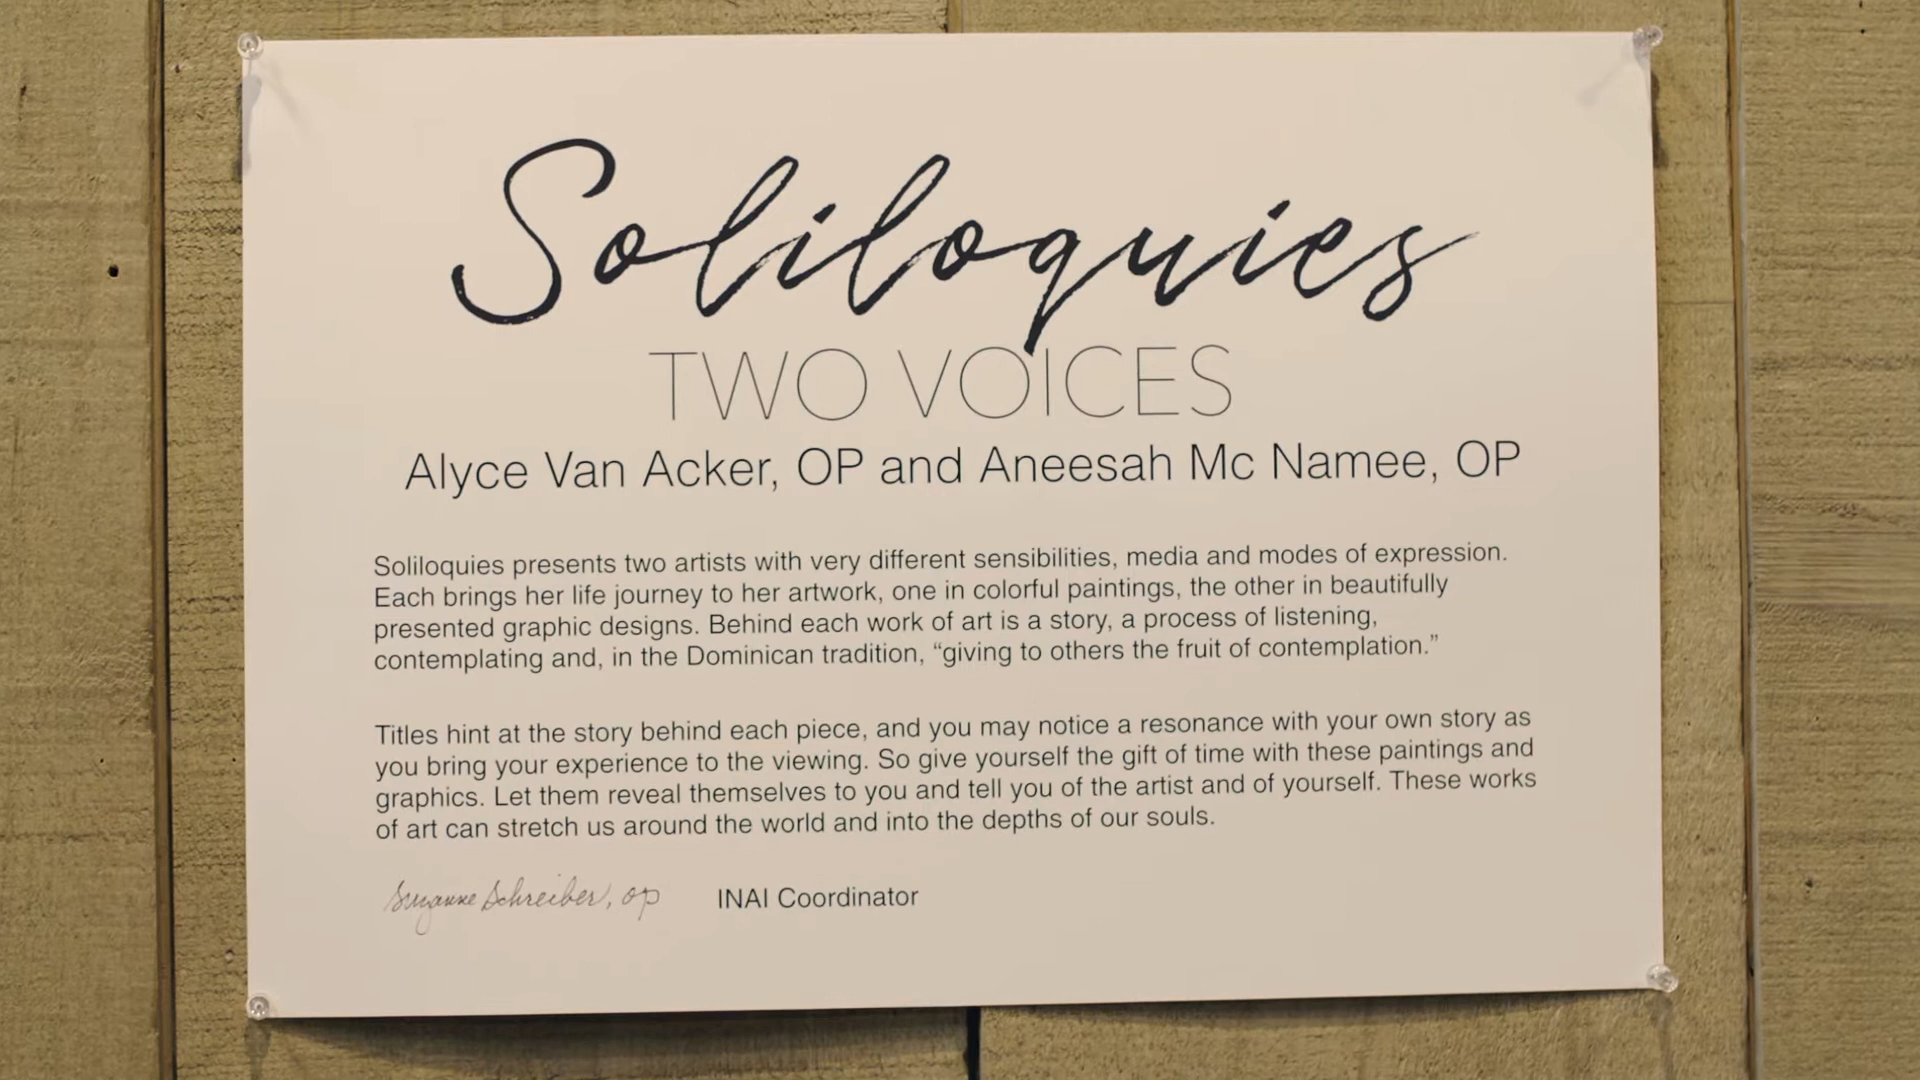 Soliloquies
TWO VOICES
Alyce Van Acker, OP and Aneesah Mc Namee, OP
Soliloquies presents two artists with very different sensibilities, media and modes of expression.
Each brings her life journey to her artwork, one in colorful paintings, the other in beautifully
presented graphic designs. Behind each work of art is a story, a process of listening,
contemplating and, in the Dominican tradition, “giving to others the fruit of contemplation.”
Titles hint at the story behind each piece, and you may notice a resonance with your own story as
you bring your experience to the viewing. So give yourself the gift of time with these paintings and
graphics. Let them reveal themselves to you and tell you of the artist and of yourself. These works
of art can stretch us around the world and into the depths of our souls.
Suzanne Schreiber, op INAI Coordinator